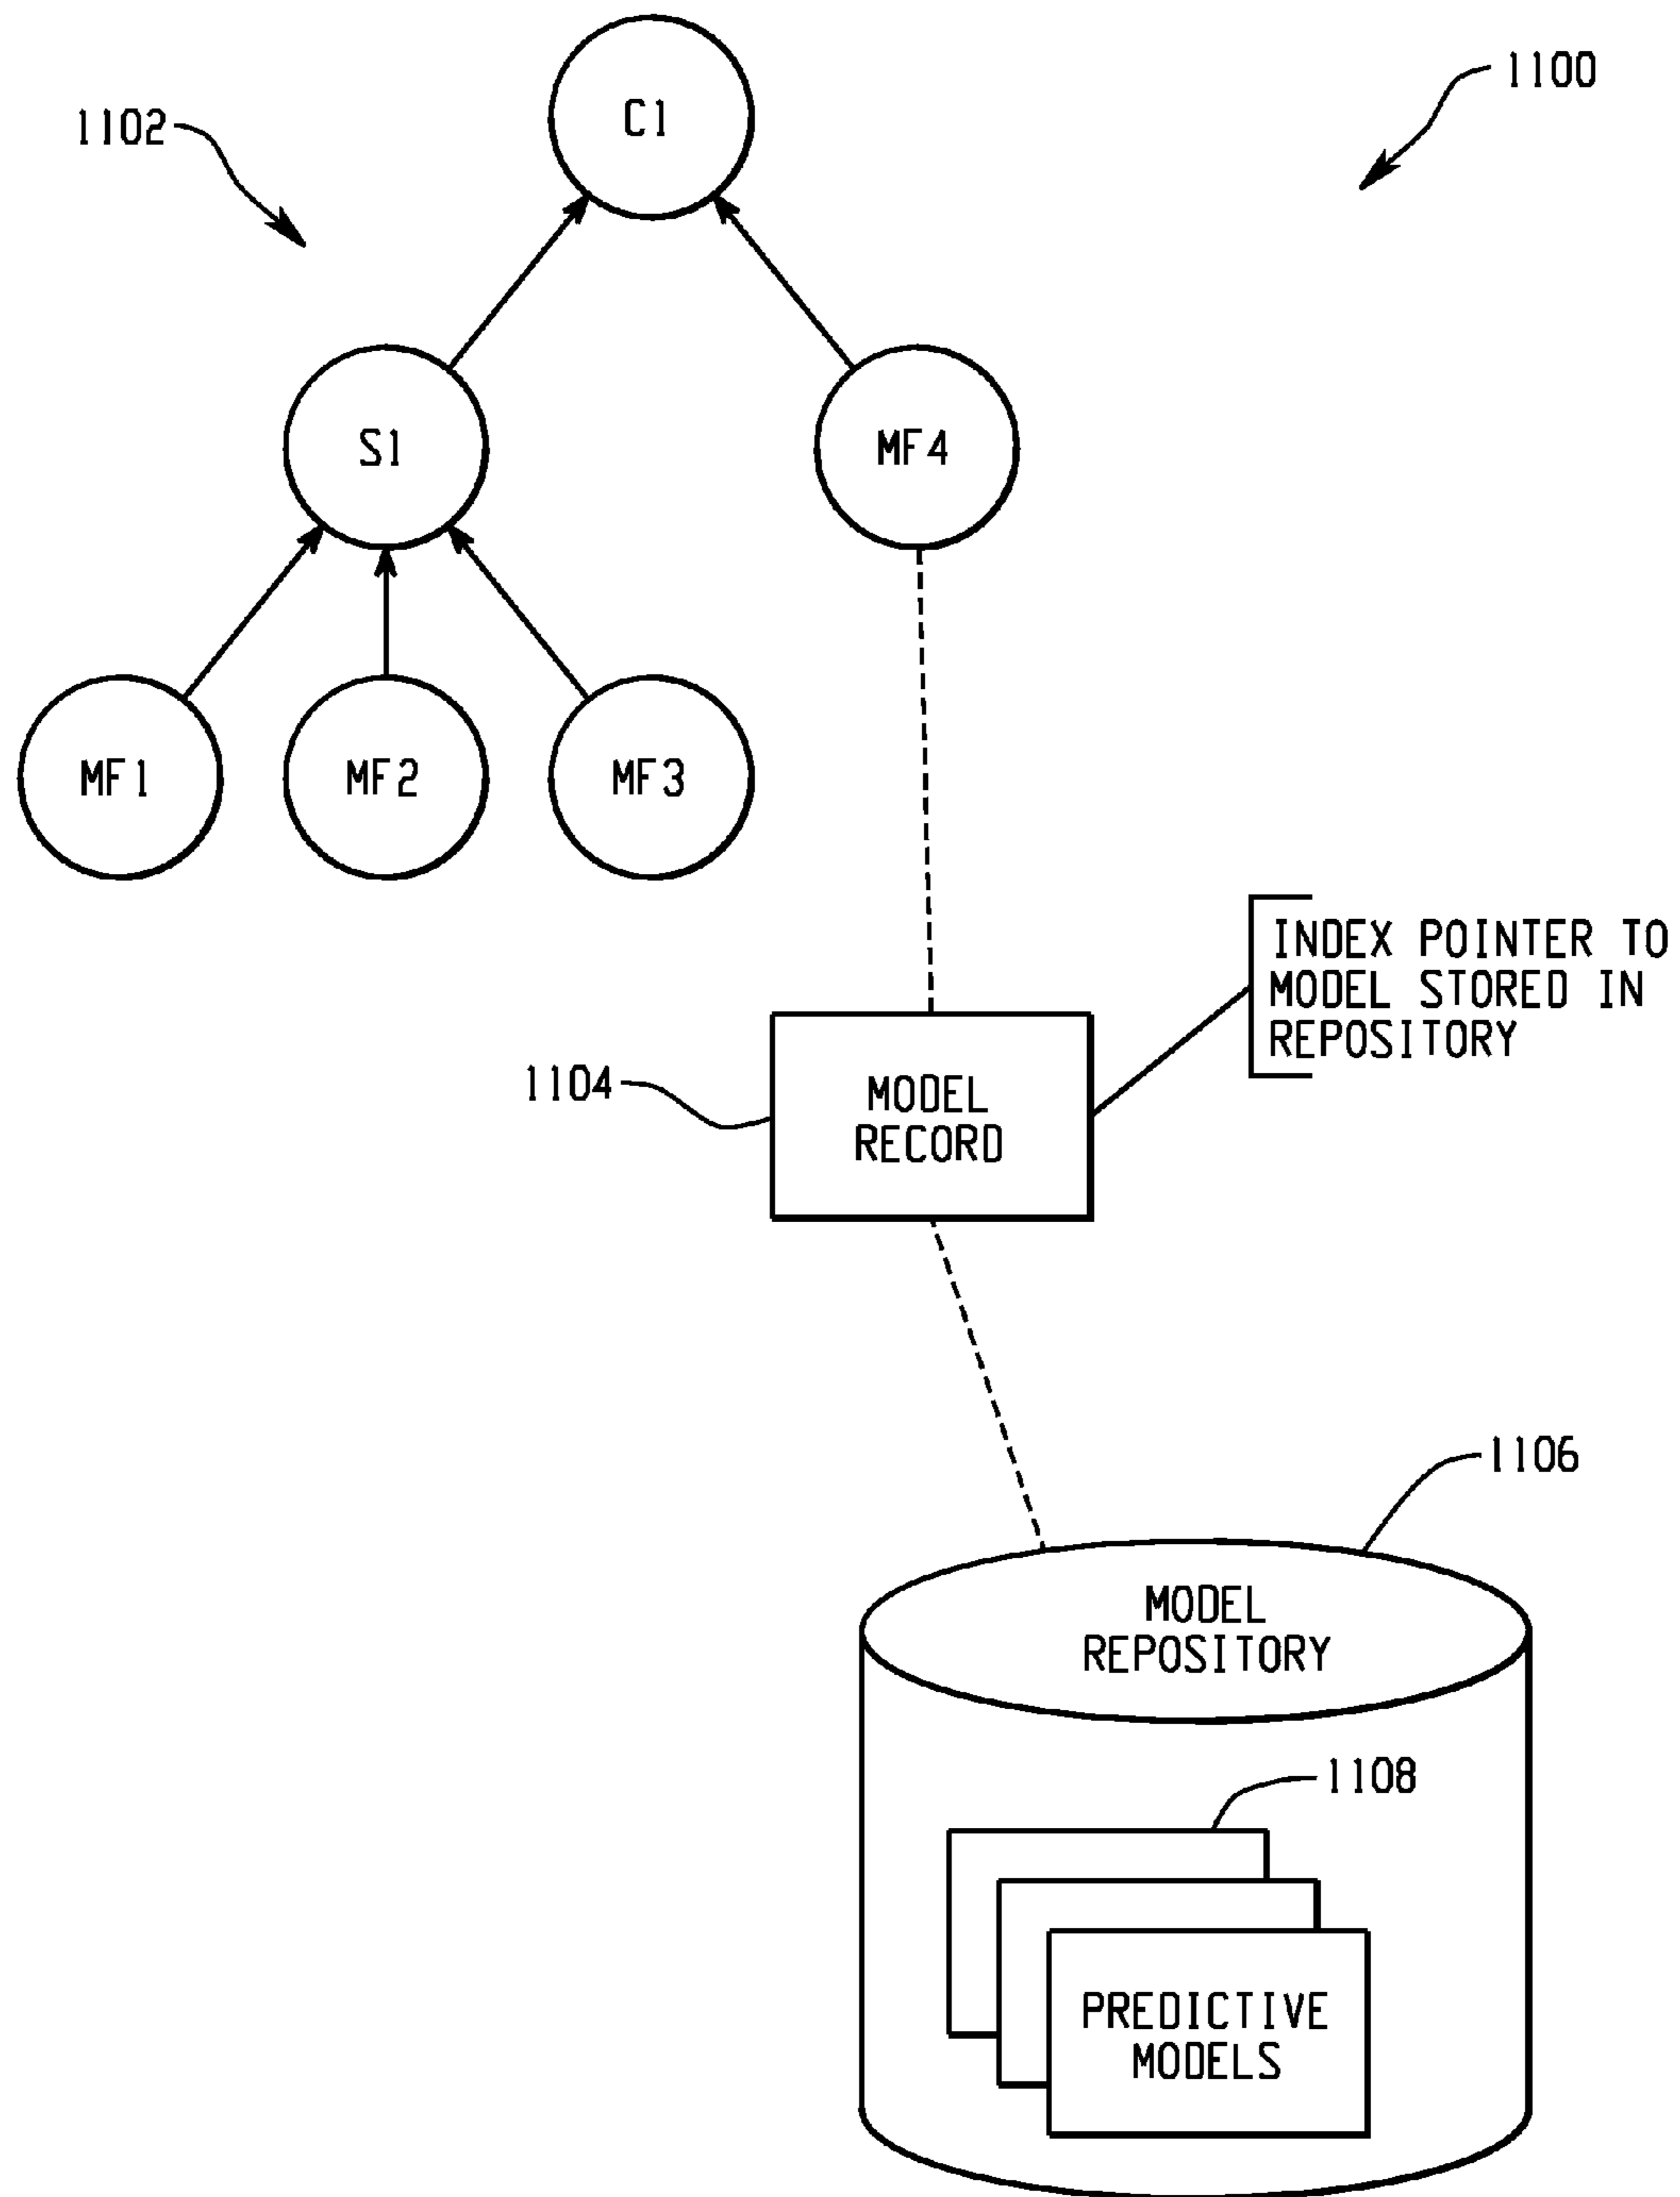 C1
1100
1102
S1
MF4
MF1
MF2
MF3
INDEX POINTER TO
MODEL STORED IN
REPOSITORY
1104
MODEL
RECORD
1106
MODEL
REPOSITORY
1108
PREDICTIVE
MODELS